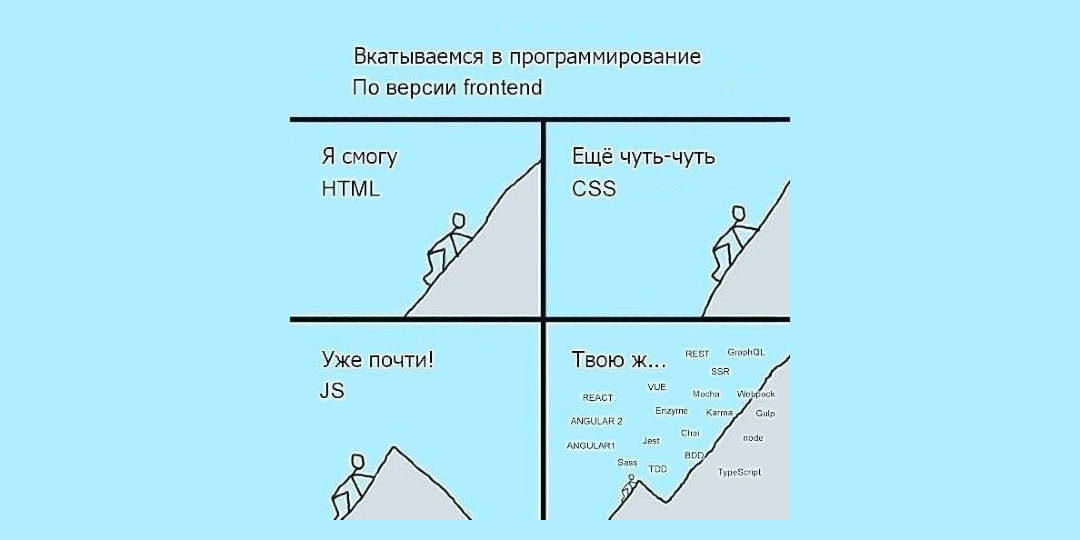 Вкатываемся в программирование
По версии frontend
Я смогу
HTML
Ещё чуть-чуть
CSS
Уже почти!
JS
Твою ж...
REST
GraphQL
SSR
VUE
REACT
Mocha
Webpack
Enzyme
Karma
Gulp
ANGULAR 2
Chai
node
ANGULAR1
Jest
BDD
Sass
TDD
TypeScript